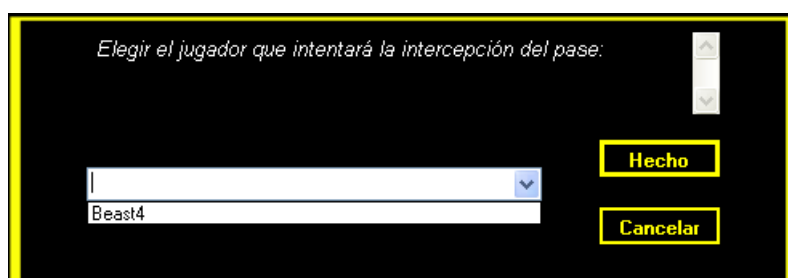 Elegir el jugador que intentará la intercepción del pase:
Hecho
Beast4
Cancelar